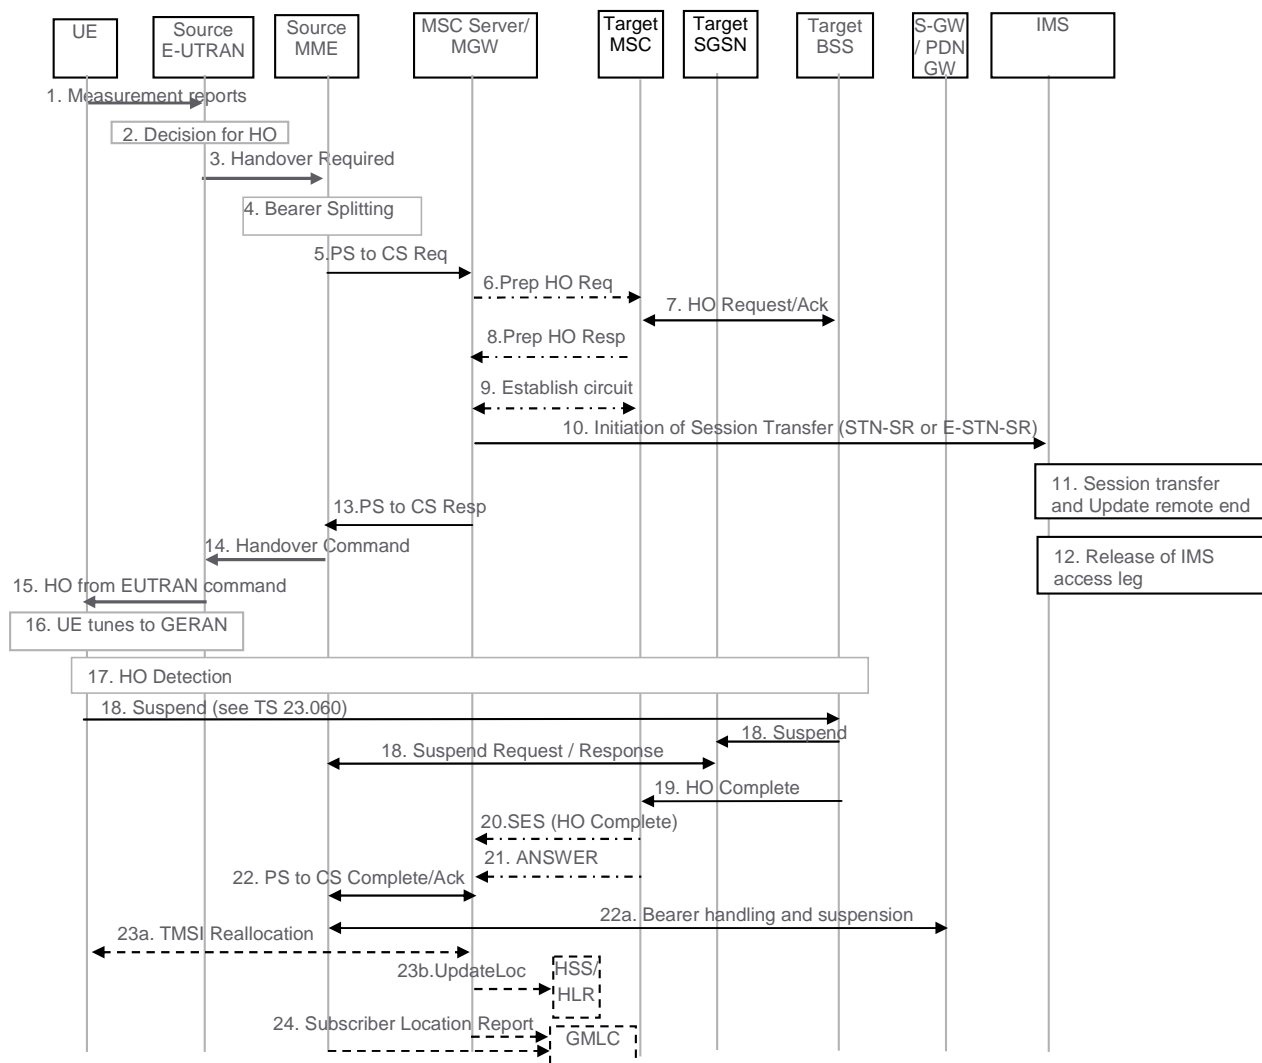 UE
Source
E-UTRAN
Source
MME
MSC Server/
MGW
Target
MSC
Target
SGSN
Target
BSS
S-GW
/ PDN
GW
IMS
1. Measurement reports
2. Decision for HO
3. Handover Required
4. Bearer Splitting
5.PS to CS Req
6.Prep HO Req
7. HO Request/Ack
8.Prep HO Resp
9. Establish circuit
10. Initiation of Session Transfer (STN-SR or E-STN-SR)
11. Session transfer
and Update remote end
13.PS to CS Resp
12. Release of IMS
access leg
14. Handover Command
15. HO from EUTRAN command
16. UE tunes to GERAN
17. HO Detection
18. Suspend (see TS 23.060)
18. Suspend
18. Suspend Request / Response
19. HO Complete
20.SES (HO Complete)
21. ANSWER
22. PS to CS Complete/Ack
22a. Bearer handling and suspension
23a. TMSI Reallocation
23b.UpdateLoc
HSS/
HLR
24. Subscriber Location Report
GMLC